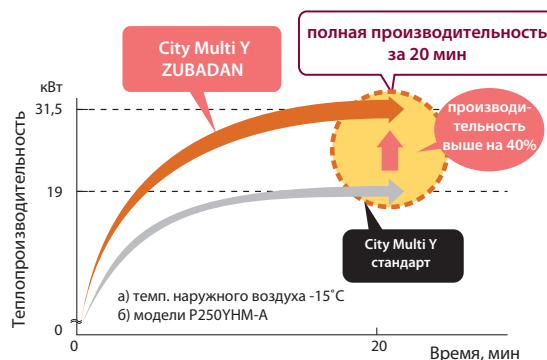 City Multi Y
ZUBADAN
полная производительность
за 20 мин
кВт
31,5
производи-
тельность
выше на 40%
19
City Multi Y
стандарт
Теплопроизводительность
а) темп. наружного воздуха -15˚C
б) модели P250YHM-A
0
0
20
Время, мин